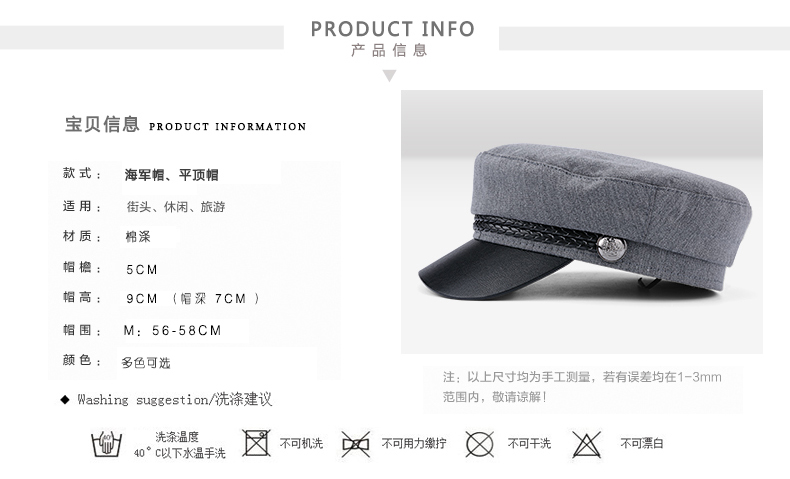 PRODUCT INFO
产品信息
宝贝信息 PRODUCT INFORMATION
款式： 海军帽、平顶帽
适用： 街头、休闲、旅游
材质： 棉涤
帽檐： 5CM
帽高： 9CM （帽深 7CM ）
帽围： M：56-58CM
颜色： 多色可选
注：以上尺寸均为手工测量，若有误差均在1-3mm
范围内，敬请谅解！
◆ Washing suggestion/洗涤建议
40° 洗涤温度
40°C以下水温手洗
不可机洗
不可用力绷拧
不可干洗
不可漂白